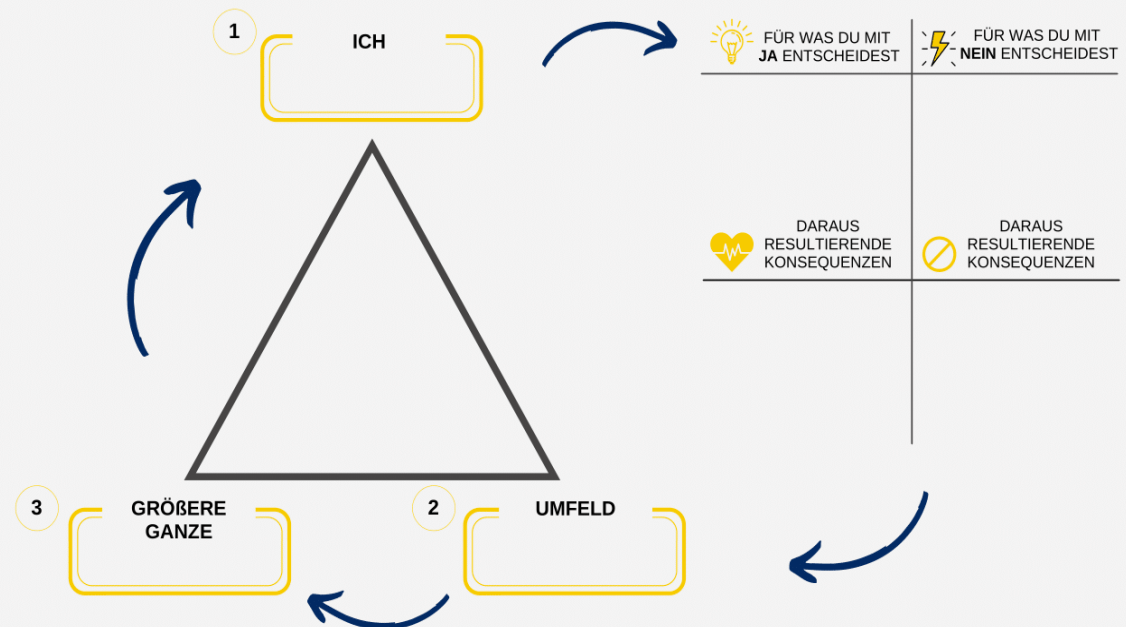 1
ICH
FÜR WAS DU MIT
JA ENTSCHEIDEST
FÜR WAS DU MIT
NEIN ENTSCHEIDEST
DARAUS
RESULTIERENDE
KONSEQUENZEN
DARAUS
RESULTIERENDE
KONSEQUENZEN
3
GRÖßERE
GANZE
2
UMFELD